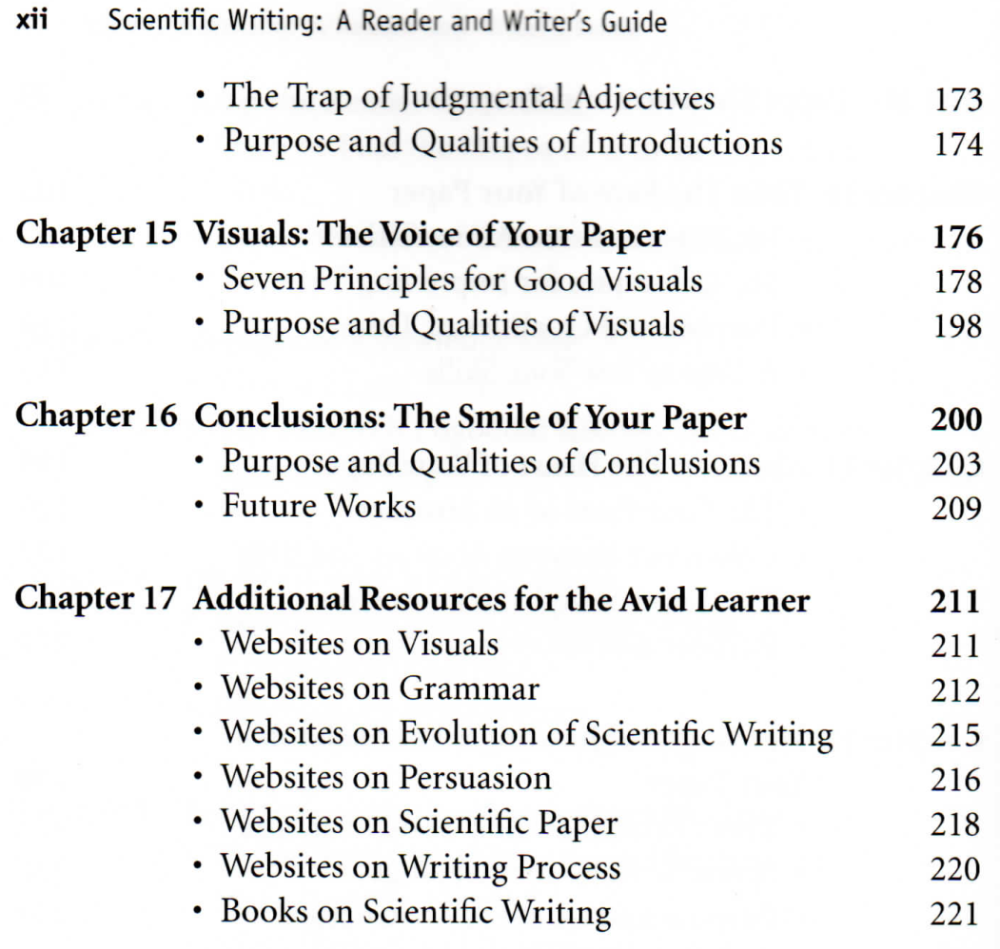 xii Scientific Writing: A Reader and Writer's Guide
• The Trap of Judgmental Adjectives 173
• Purpose and Qualities of Introductions 174
Chapter 15 Visuals: The Voice of Your Paper 176
• Seven Principles for Good Visuals 178
• Purpose and Qualities of Visuals 198
Chapter 16 Conclusions: The Smile of Your Paper 200
• Purpose and Qualities of Conclusions 203
• Future Works 209
Chapter 17 Additional Resources for the Avid Learner 211
• Websites on Visuals 211
• Websites on Grammar 212
• Websites on Evolution of Scientific Writing 215
• Websites on Persuasion 216
• Websites on Scientific Paper 218
• Websites on Writing Process 220
• Books on Scientific Writing 221